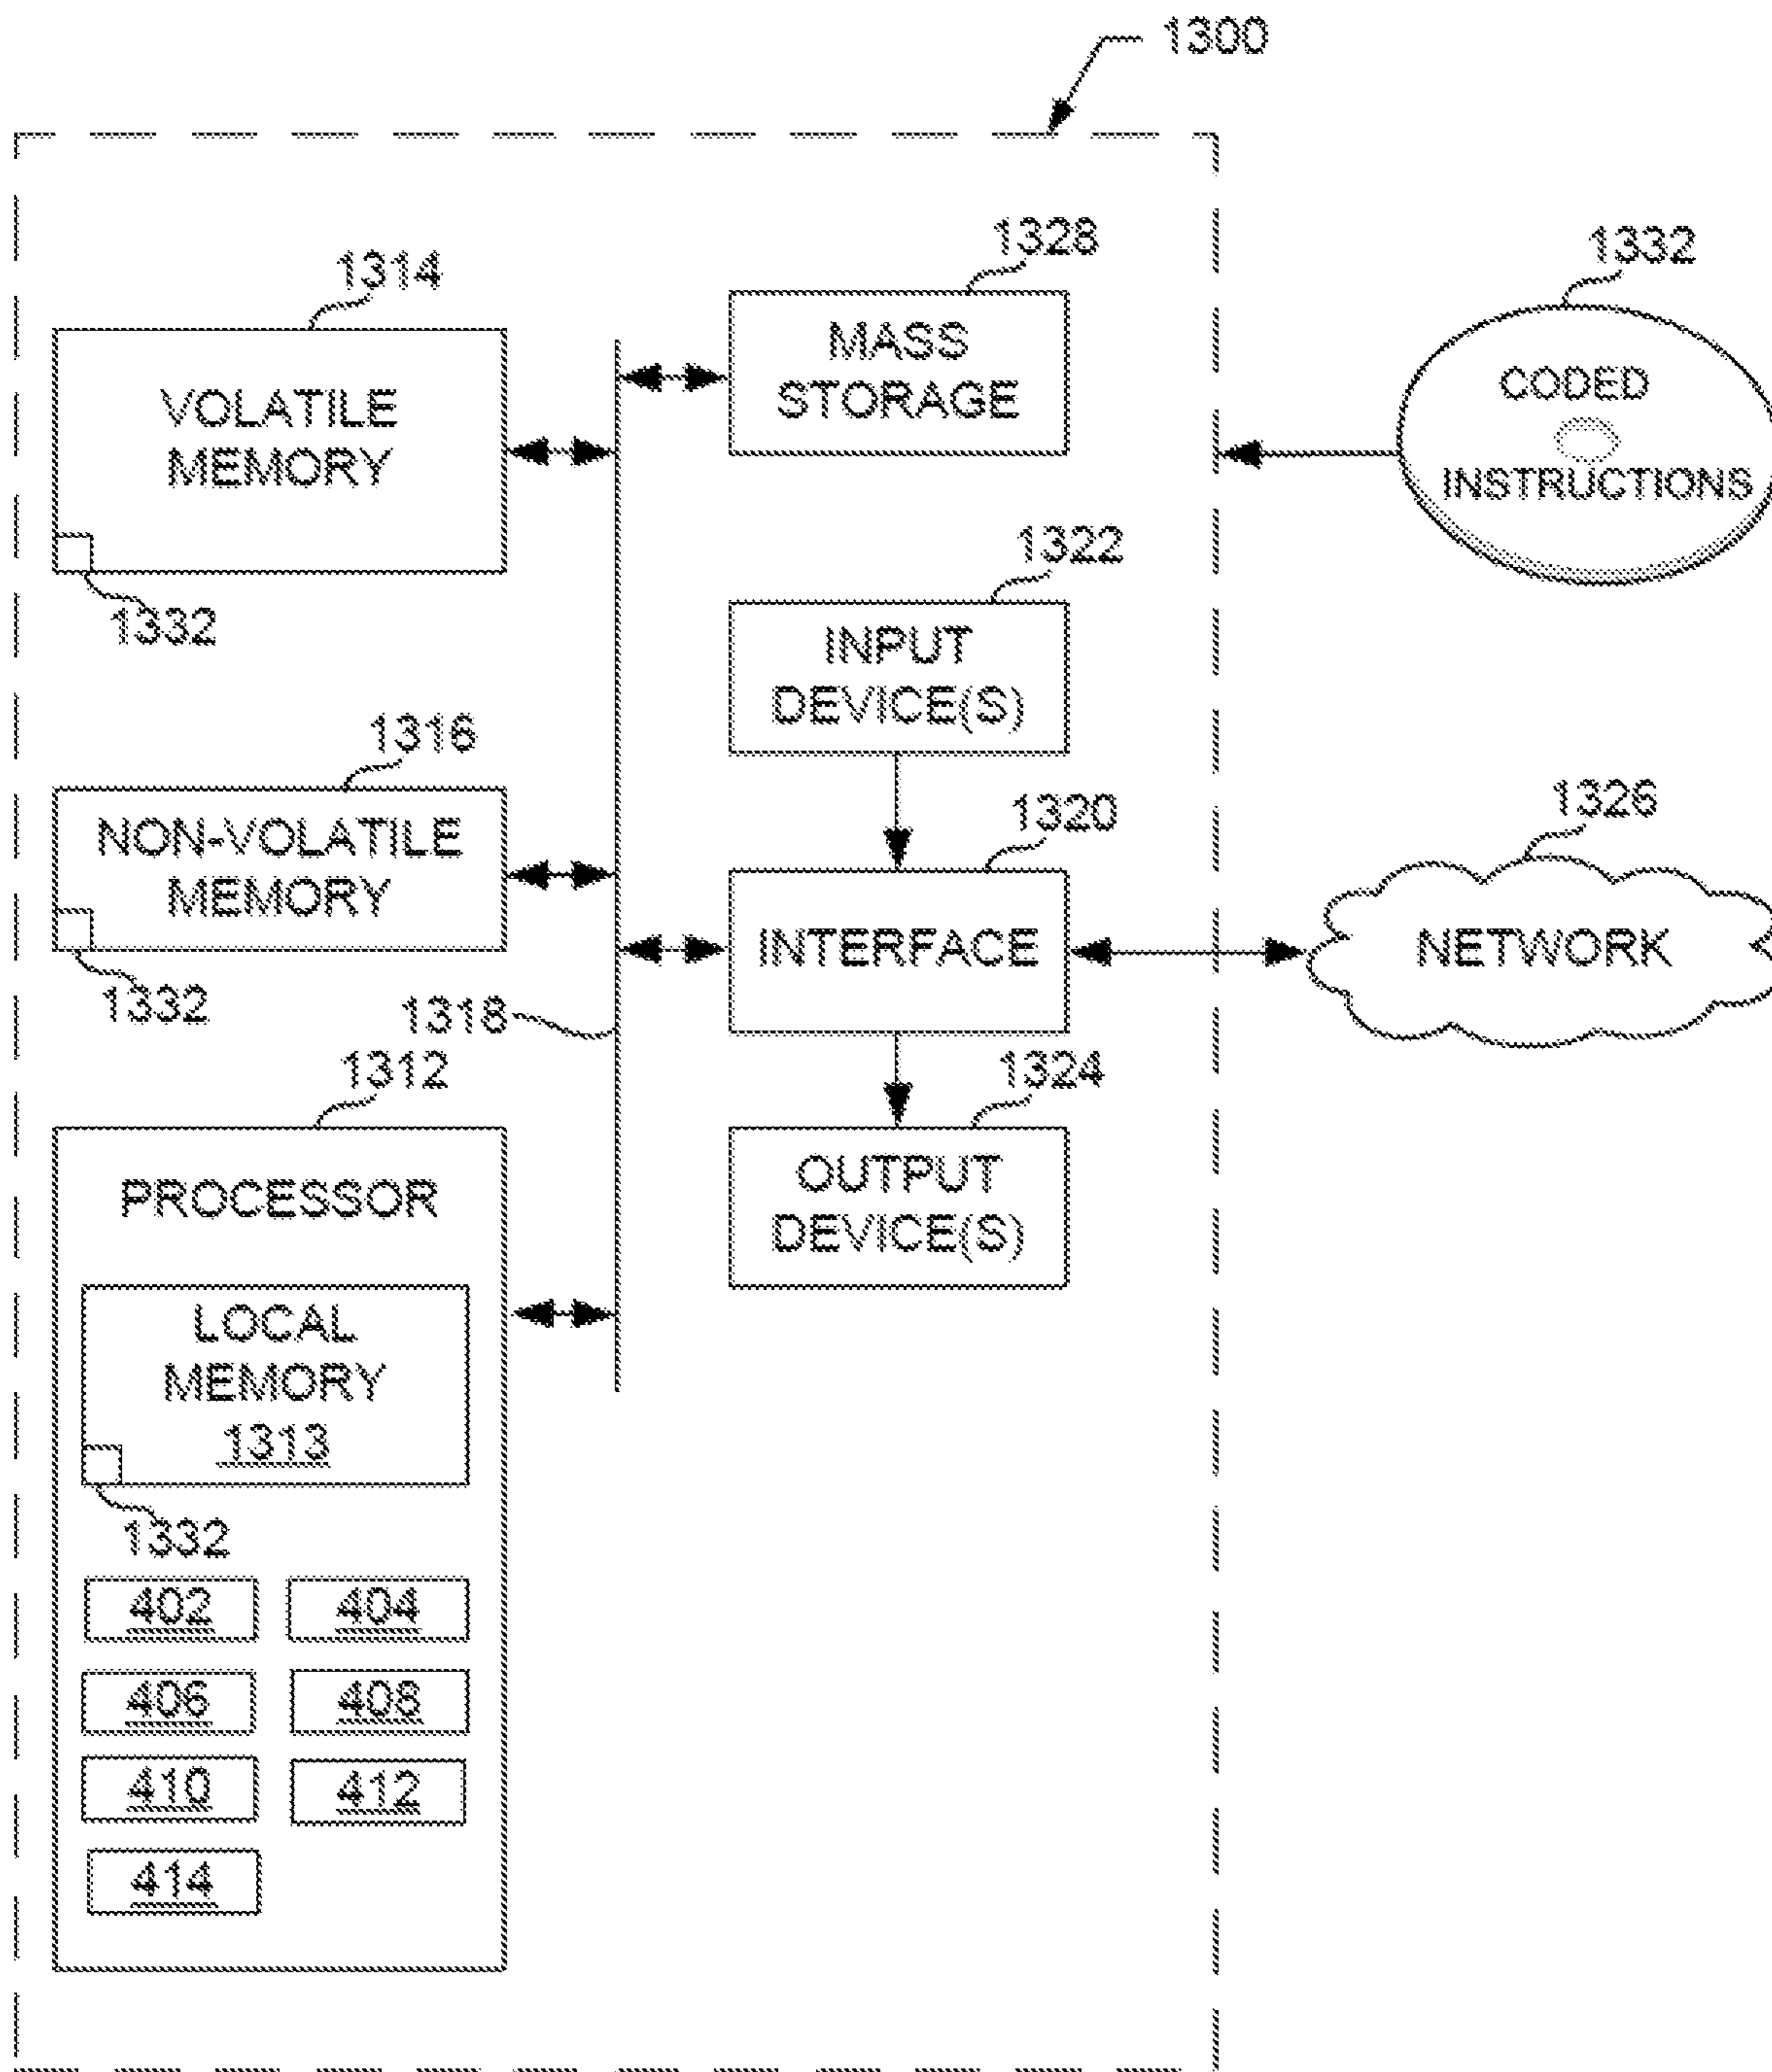 1300
1314
VOLATILE
MEMORY
1332
1328
MASS
STORAGE
1332
CODED
INSTRUCTIONS
1322
INPUT
DEVICE(S)
1316
NON-VOLATILE
MEMORY
1332
1318
1320
INTERFACE
1326
NETWORK
1324
OUTPUT
DEVICE(S)
1312
PROCESSOR
LOCAL
MEMORY
1313
1332
402
404
406
408
410
412
414